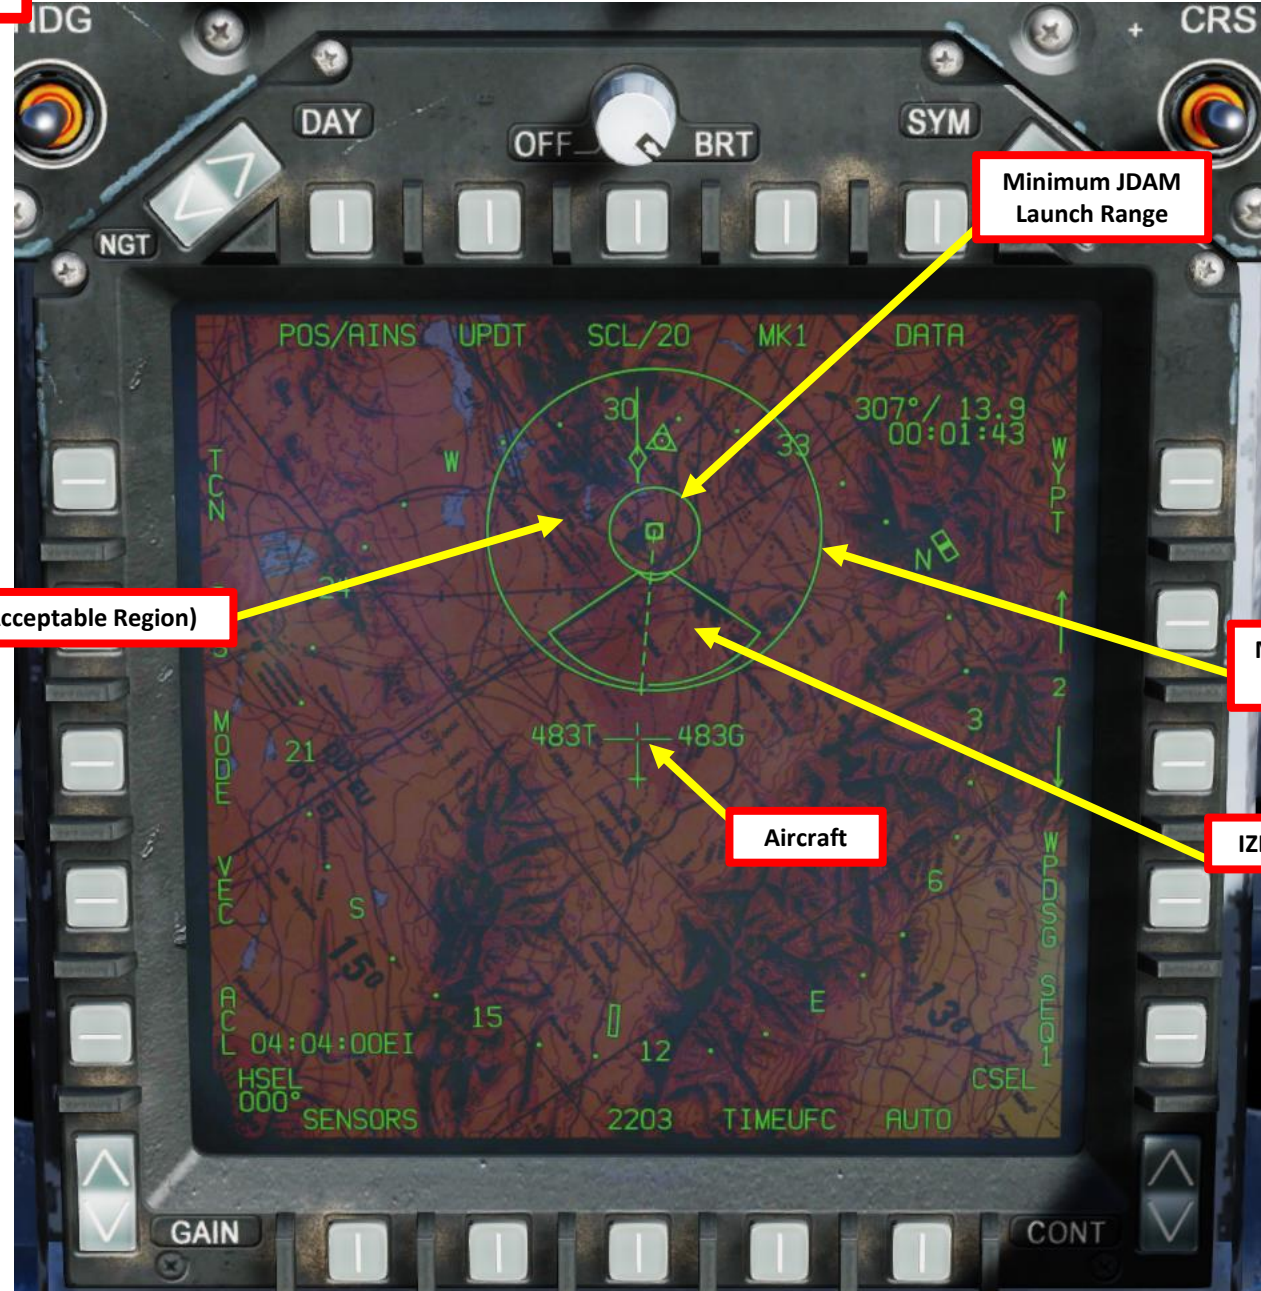 HDG
CRS
DAY
SYM
OFF
BRT
NGT
Minimum JDAM
Launch Range
POS/AINS UPDT SCL/20 MK1 DATA
30
33
307°/ 13.9
00:01:43
TCN
W
WYPT
N
24
cceptable Region)
2
3
MODE
21
483T
483G
Aircraft
IZ
WPDSG
6
VEC
S
15°
13°
E
SEQ1
ACL
15
12
04:04:00EI
HSEL
000°
CSEL
SENSORS 2203 TIMEUFC AUTO
GAIN
CONT